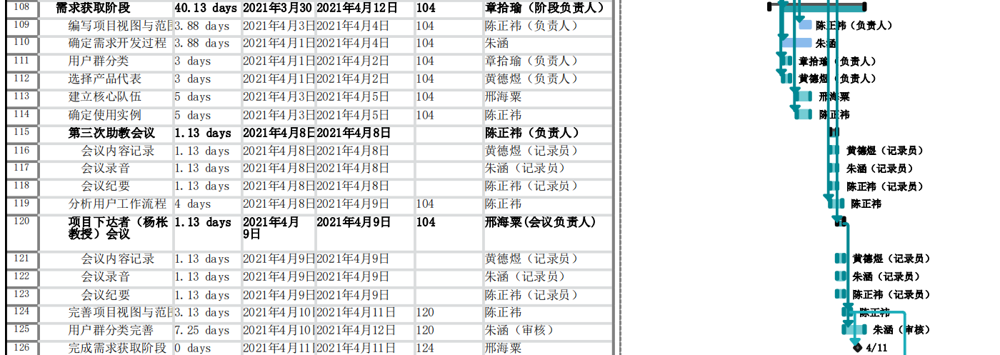 108 需求获取阶段 40.13 days 2021年3月30 2021年4月12日 104 章拾瑜（阶段负责人）
109 编写项目视图与范围 3.88 days 2021年4月3日 2021年4月4日 104 陈正祎（负责人） 陈正祎（负责人）
110 确定需求开发过程 3.88 days 2021年4月1日 2021年4月4日 104 朱涵 朱涵
111 用户群分类 3 days 2021年4月1日 2021年4月2日 104 章拾瑜（负责人） 章拾瑜（负责人）
112 选择产品代表 3 days 2021年4月1日 2021年4月2日 104 黄德煜（负责人） 黄德煜（负责人）
113 建立核心队伍 5 days 2021年4月3日 2021年4月5日 104 邢海粟 邢海粟
114 确定使用实例 5 days 2021年4月3日 2021年4月5日 104 陈正祎 陈正祎
115 第三次助教会议 1.13 days 2021年4月8日 2021年4月8日 陈正祎（负责人）
116 会议内容记录 1.13 days 2021年4月8日 2021年4月8日 黄德煜（记录员） 黄德煜（记录员）
117 会议录音 1.13 days 2021年4月8日 2021年4月8日 朱涵（记录员） 朱涵（记录员）
118 会议纪要 1.13 days 2021年4月8日 2021年4月8日 陈正祎（记录员） 陈正祎（记录员）
119 分析用户工作流程 4 days 2021年4月8日 2021年4月9日 104 陈正祎 陈正祎
120 项目下达者（杨枨 1.13 days 2021年4月 2021年4月9日 104 邢海粟(会议负责人)
教授）会议 9日
121 会议内容记录 1.13 days 2021年4月9日 2021年4月9日 黄德煜（记录员） 黄德煜（记录员）
122 会议录音 1.13 days 2021年4月9日 2021年4月9日 朱涵（记录员） 朱涵（记录员）
123 会议纪要 1.13 days 2021年4月9日 2021年4月9日 陈正祎（记录员） 陈正祎（记录员）
124 完善项目视图与范围 3.13 days 2021年4月10 2021年4月11日 120 陈正祎 陈正祎
125 用户群分类完善 7.25 days 2021年4月10 2021年4月12日 120 朱涵（审核） 朱涵（审核）
126 完成需求获取阶段 0 days 2021年4月11 2021年4月11日 124 邢海粟 4/11